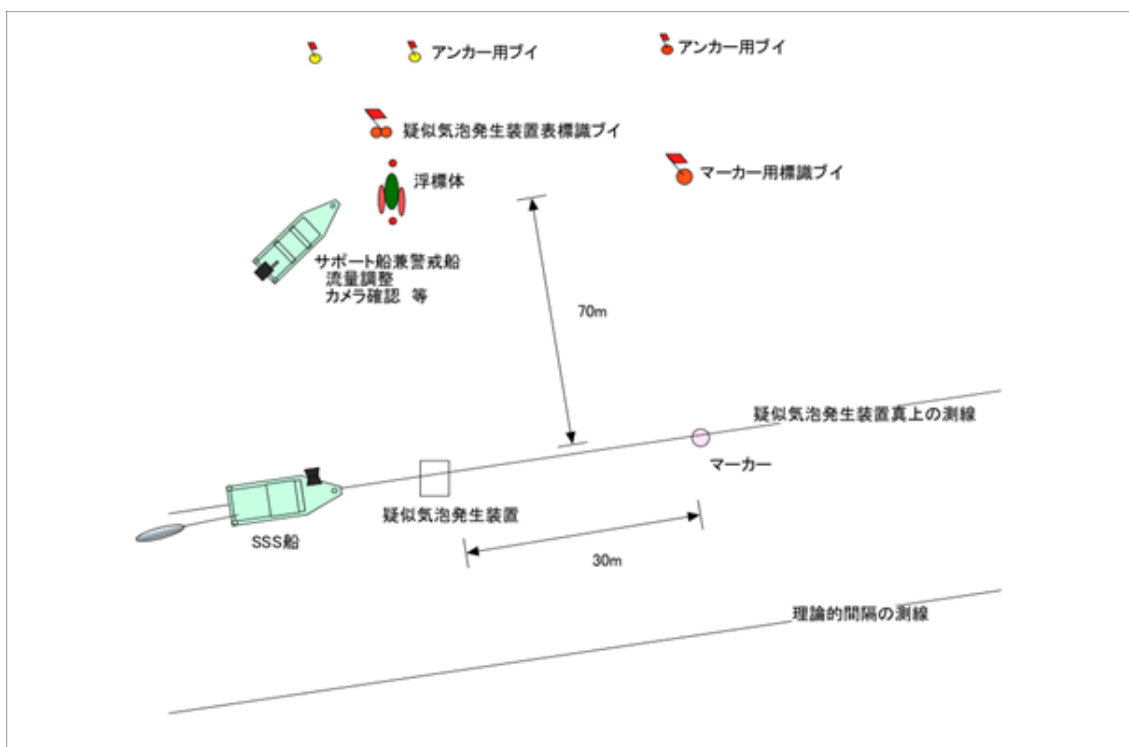 アンカー用ブイ
アンカー用ブイ
疑似気泡発生装置表標識ブイ
マーカー用標識ブイ
浮標体
サポート船兼警戒船
流量調整
カメラ確認 等
70m
疑似気泡発生装置真上の測線
マーカー
疑似気泡発生装置
SSS船
30m
理論的間隔の測線